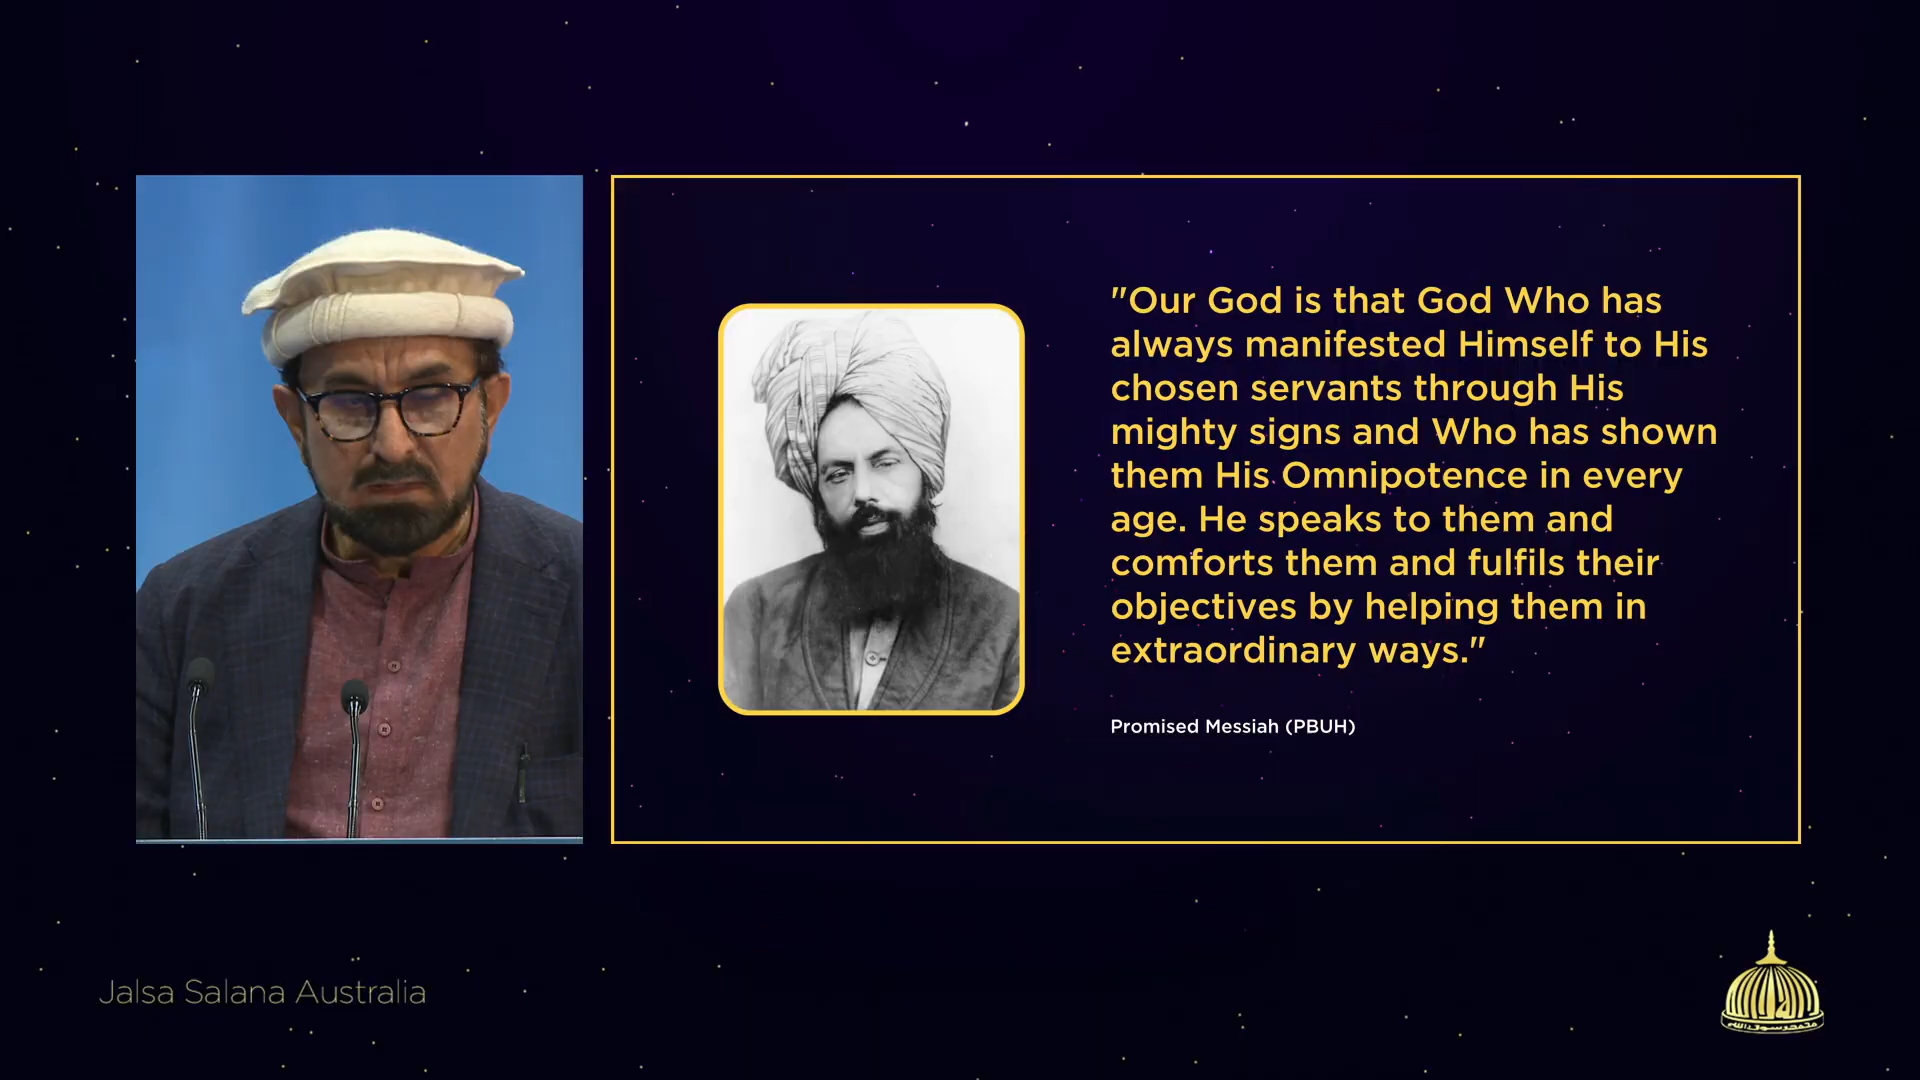 "Our God is that God Who has
always manifested Himself to His
chosen servants through His
mighty signs and Who has shown
them His Omnipotence in every
age. He speaks to them and
comforts them and fulfils their
objectives by helping them in
extraordinary ways."
Promised Messiah (PBUH)
Jalsa Salana Australia